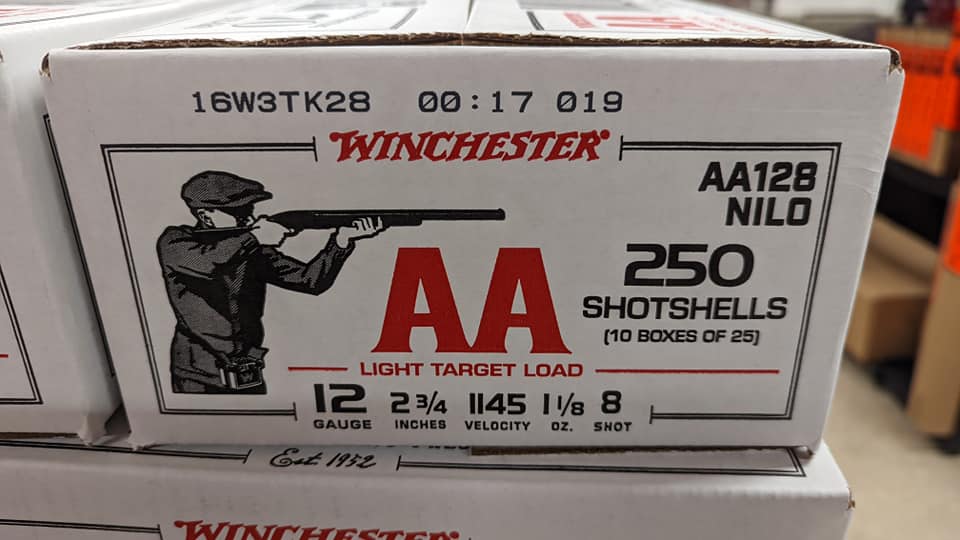 16W3TK28 00:17 019
WINCHESTER
AA128
NILO
250
SHOTSHELLS
(10 BOXES OF 25)
AA
LIGHT TARGET LOAD
12 2 3/4 1145 1 1/8 8
GAUGE INCHES VELOCITY OZ. SHOT
Est. 1952
WINCHESTER